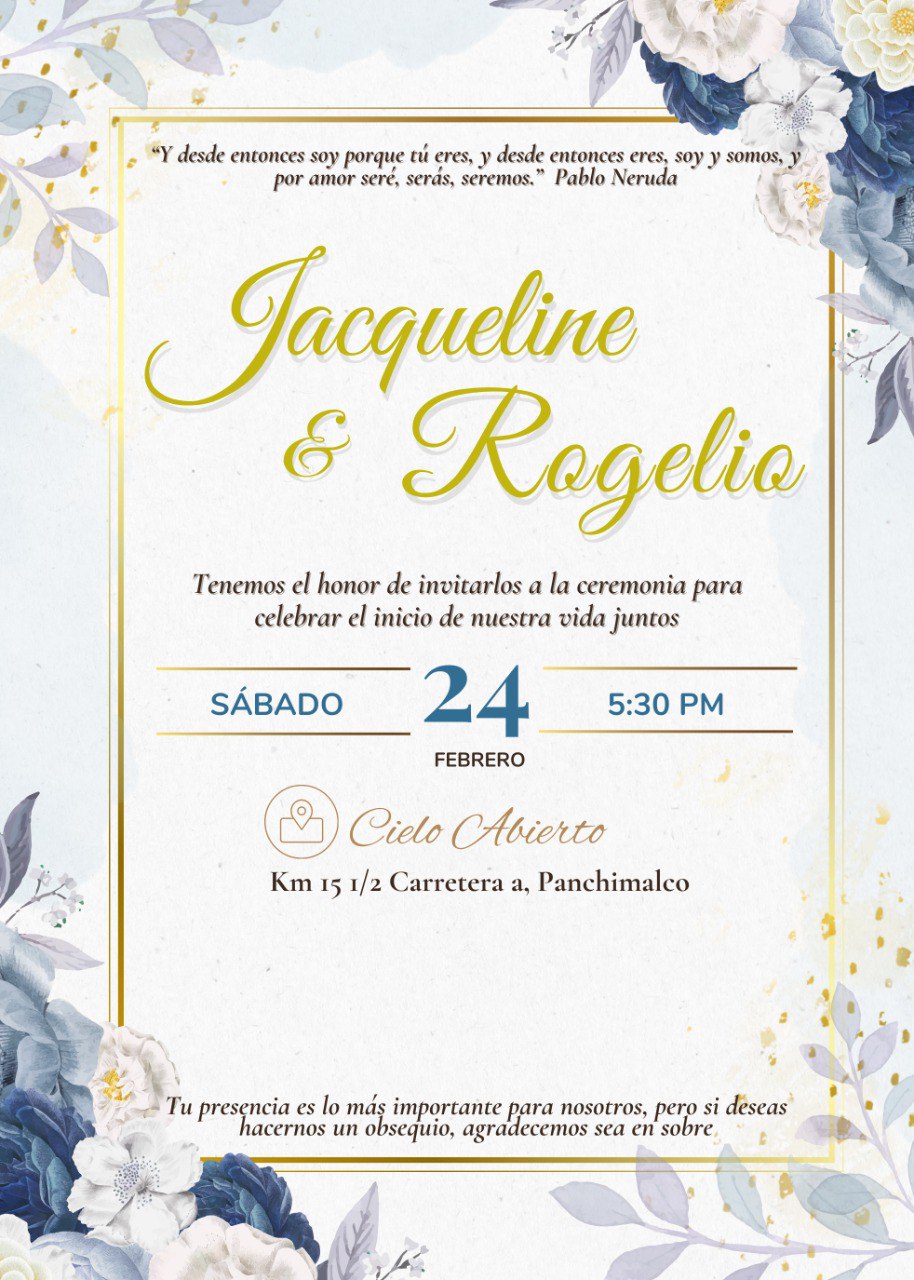 “Y desde entonces soy porque tú eres, y desde entonces eres, soy y somos, y
por amor seré, serás, seremos.” Pablo Neruda
Jacqueline
& Rogelio
Tenemos el honor de invitarlos a la ceremonia para
celebrar el inicio de nuestra vida juntos
SÁBADO 24 5:30 PM
FEBRERO
Cielo Abierto
Km 15 1/2 Carretera a, Panchimalco
Tu presencia es lo más importante para nosotros, pero si deseas
hacernos un obsequio, agradecemos sea en sobre